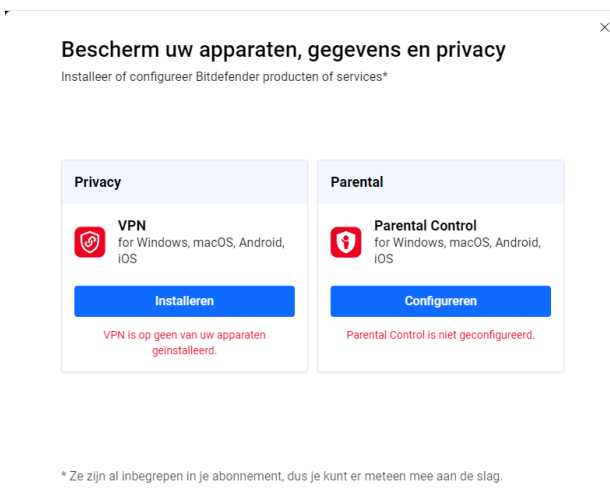 Bescherm uw apparaten, gegevens en privacy
Installeer of configureer Bitdefender producten of services*
Privacy
VPN
for Windows, macOS, Android,
iOS
Installeren
VPN is op geen van uw apparaten
geïnstalleerd.
Parental
Parental Control
for Windows, macOS, Android,
iOS
Configureren
Parental Control is niet geconfigureerd.
* Ze zijn al inbegrepen in je abonnement, dus je kunt er meteen mee aan de slag.